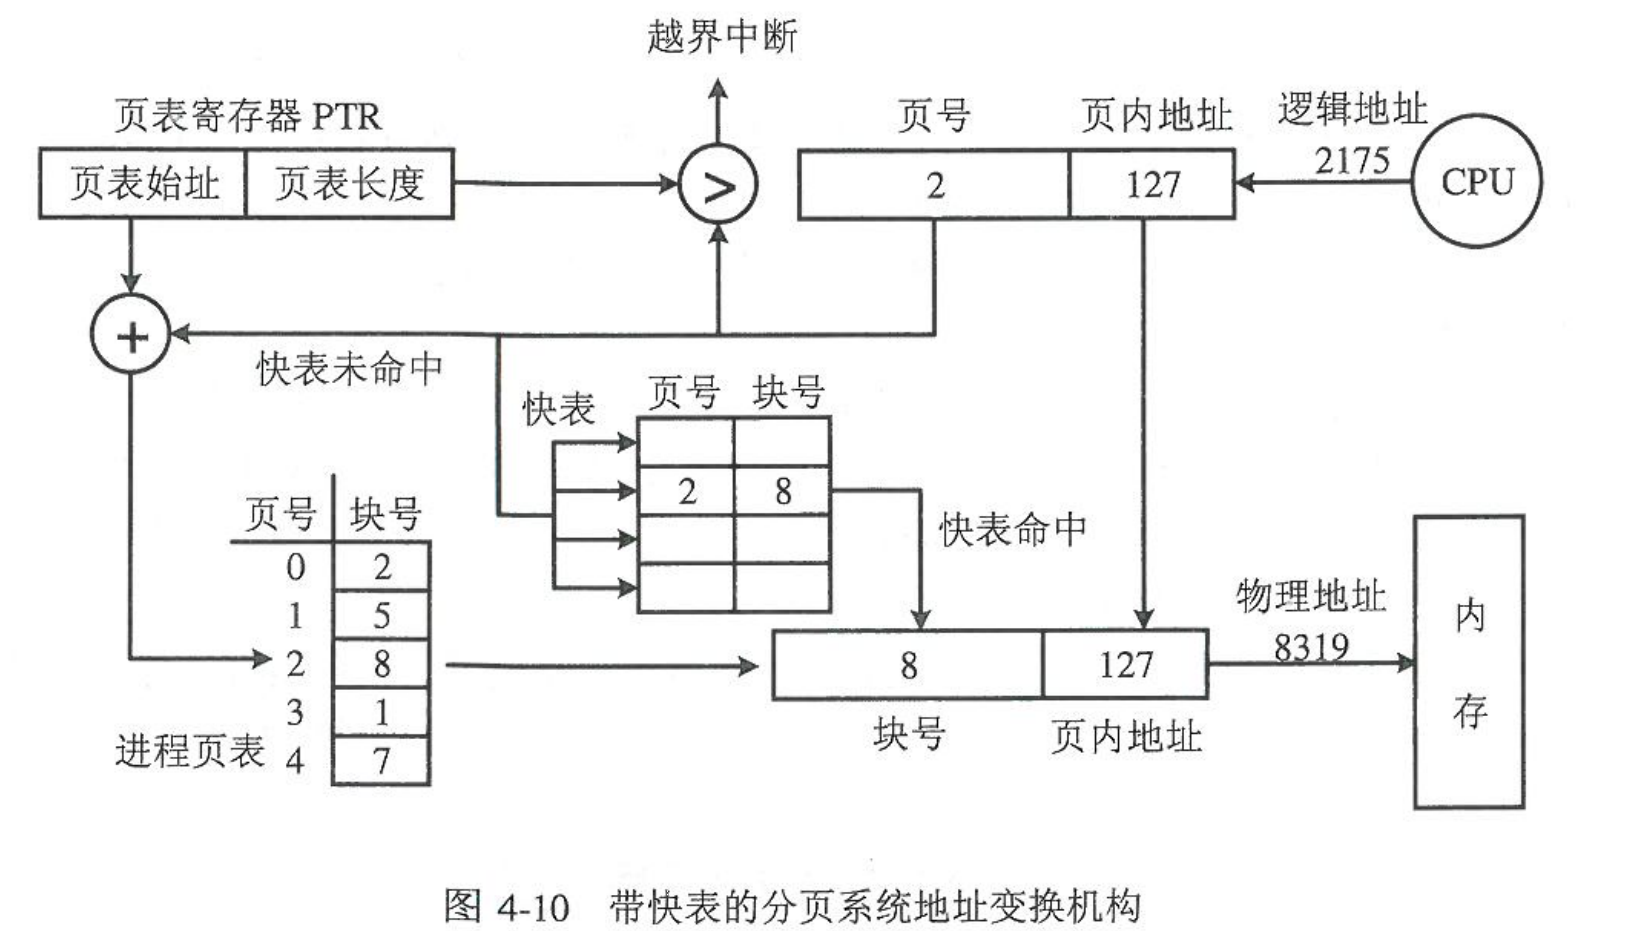 越界中断
页表寄存器 PTR
页表始址 页表长度
>
页号 页内地址
2 127
逻辑地址
2175
CPU
+
快表未命中
快表
页号 块号
2 8
快表命中
页号 块号
0 2
1 5
2 8
3 1
4 7
进程页表
8 127
块号 页内地址
物理地址
8319
内
存
图 4-10 带快表的分页系统地址变换机构